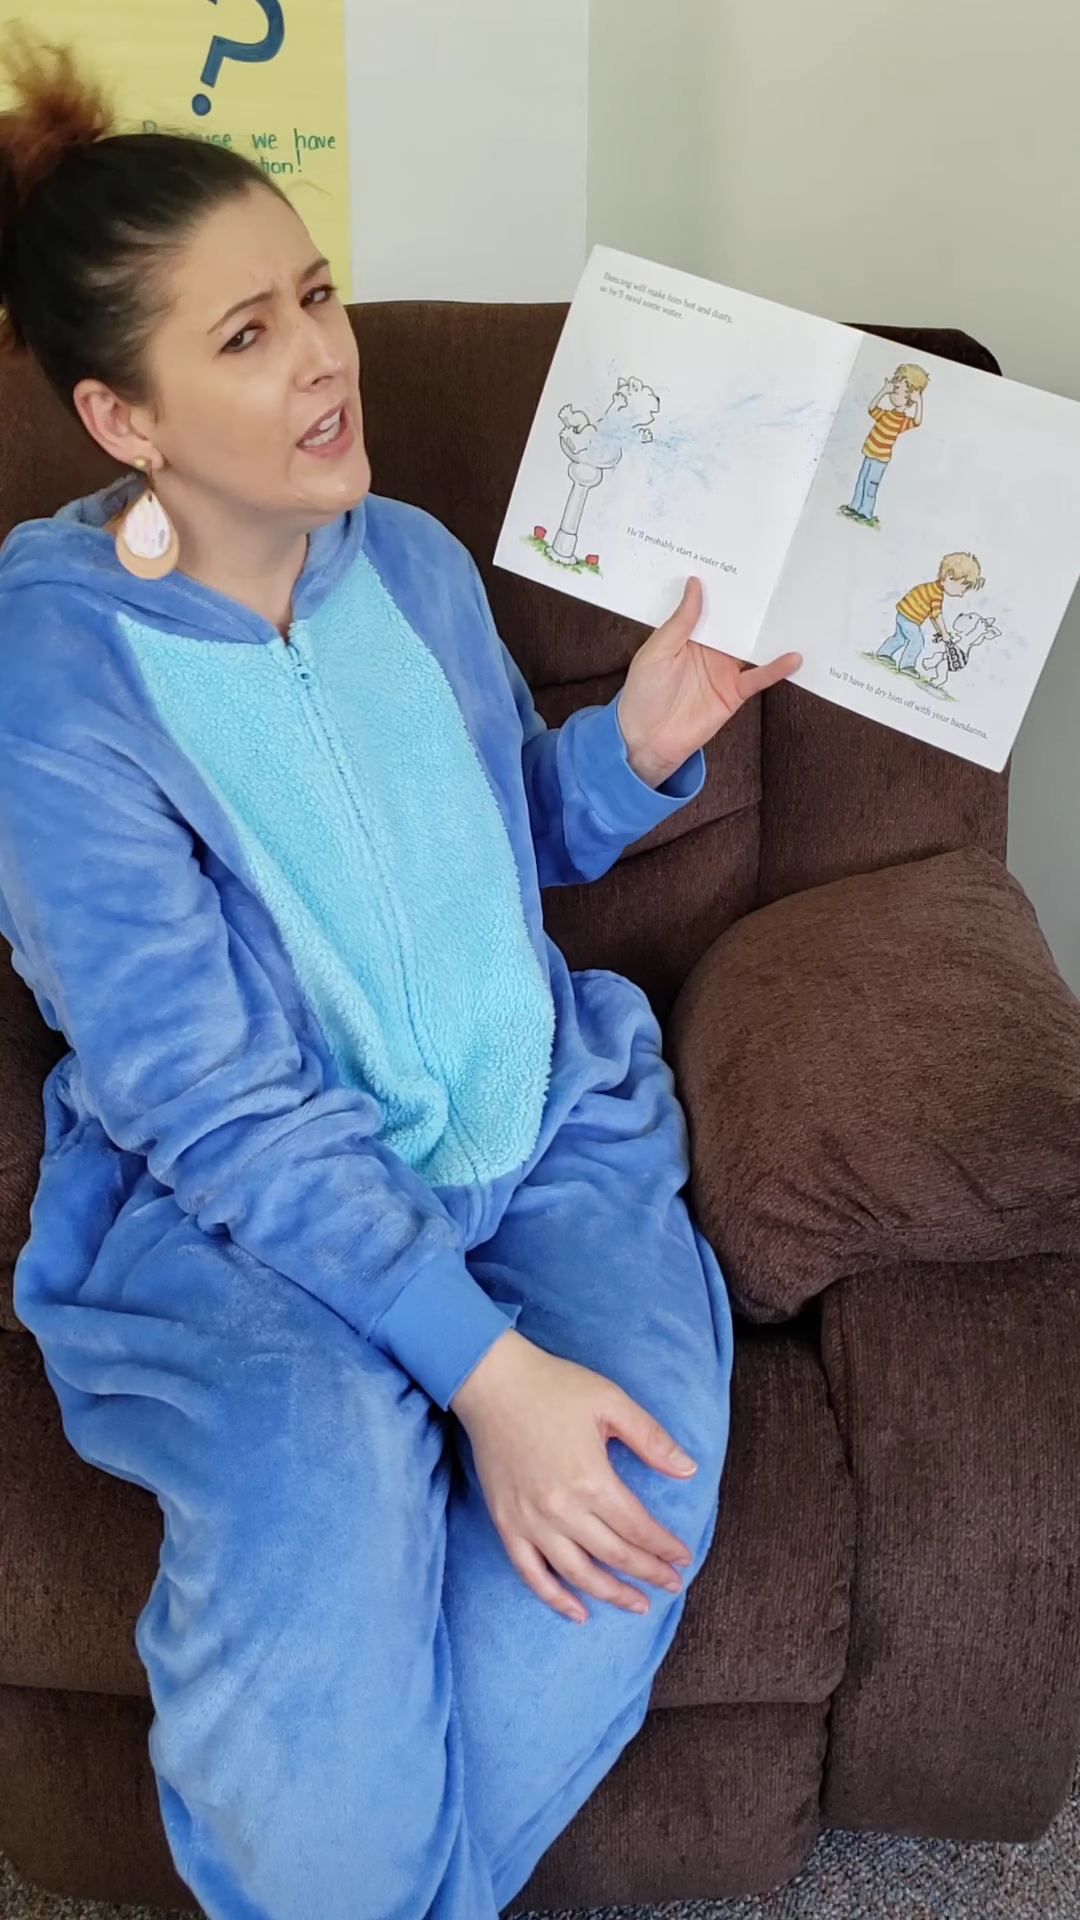 ?
we have
tion!
Dancing will make him hot and dusty,
so he'll need some water.
He'll probably start a water fight.
You'll have to dry him off with your bandanna.